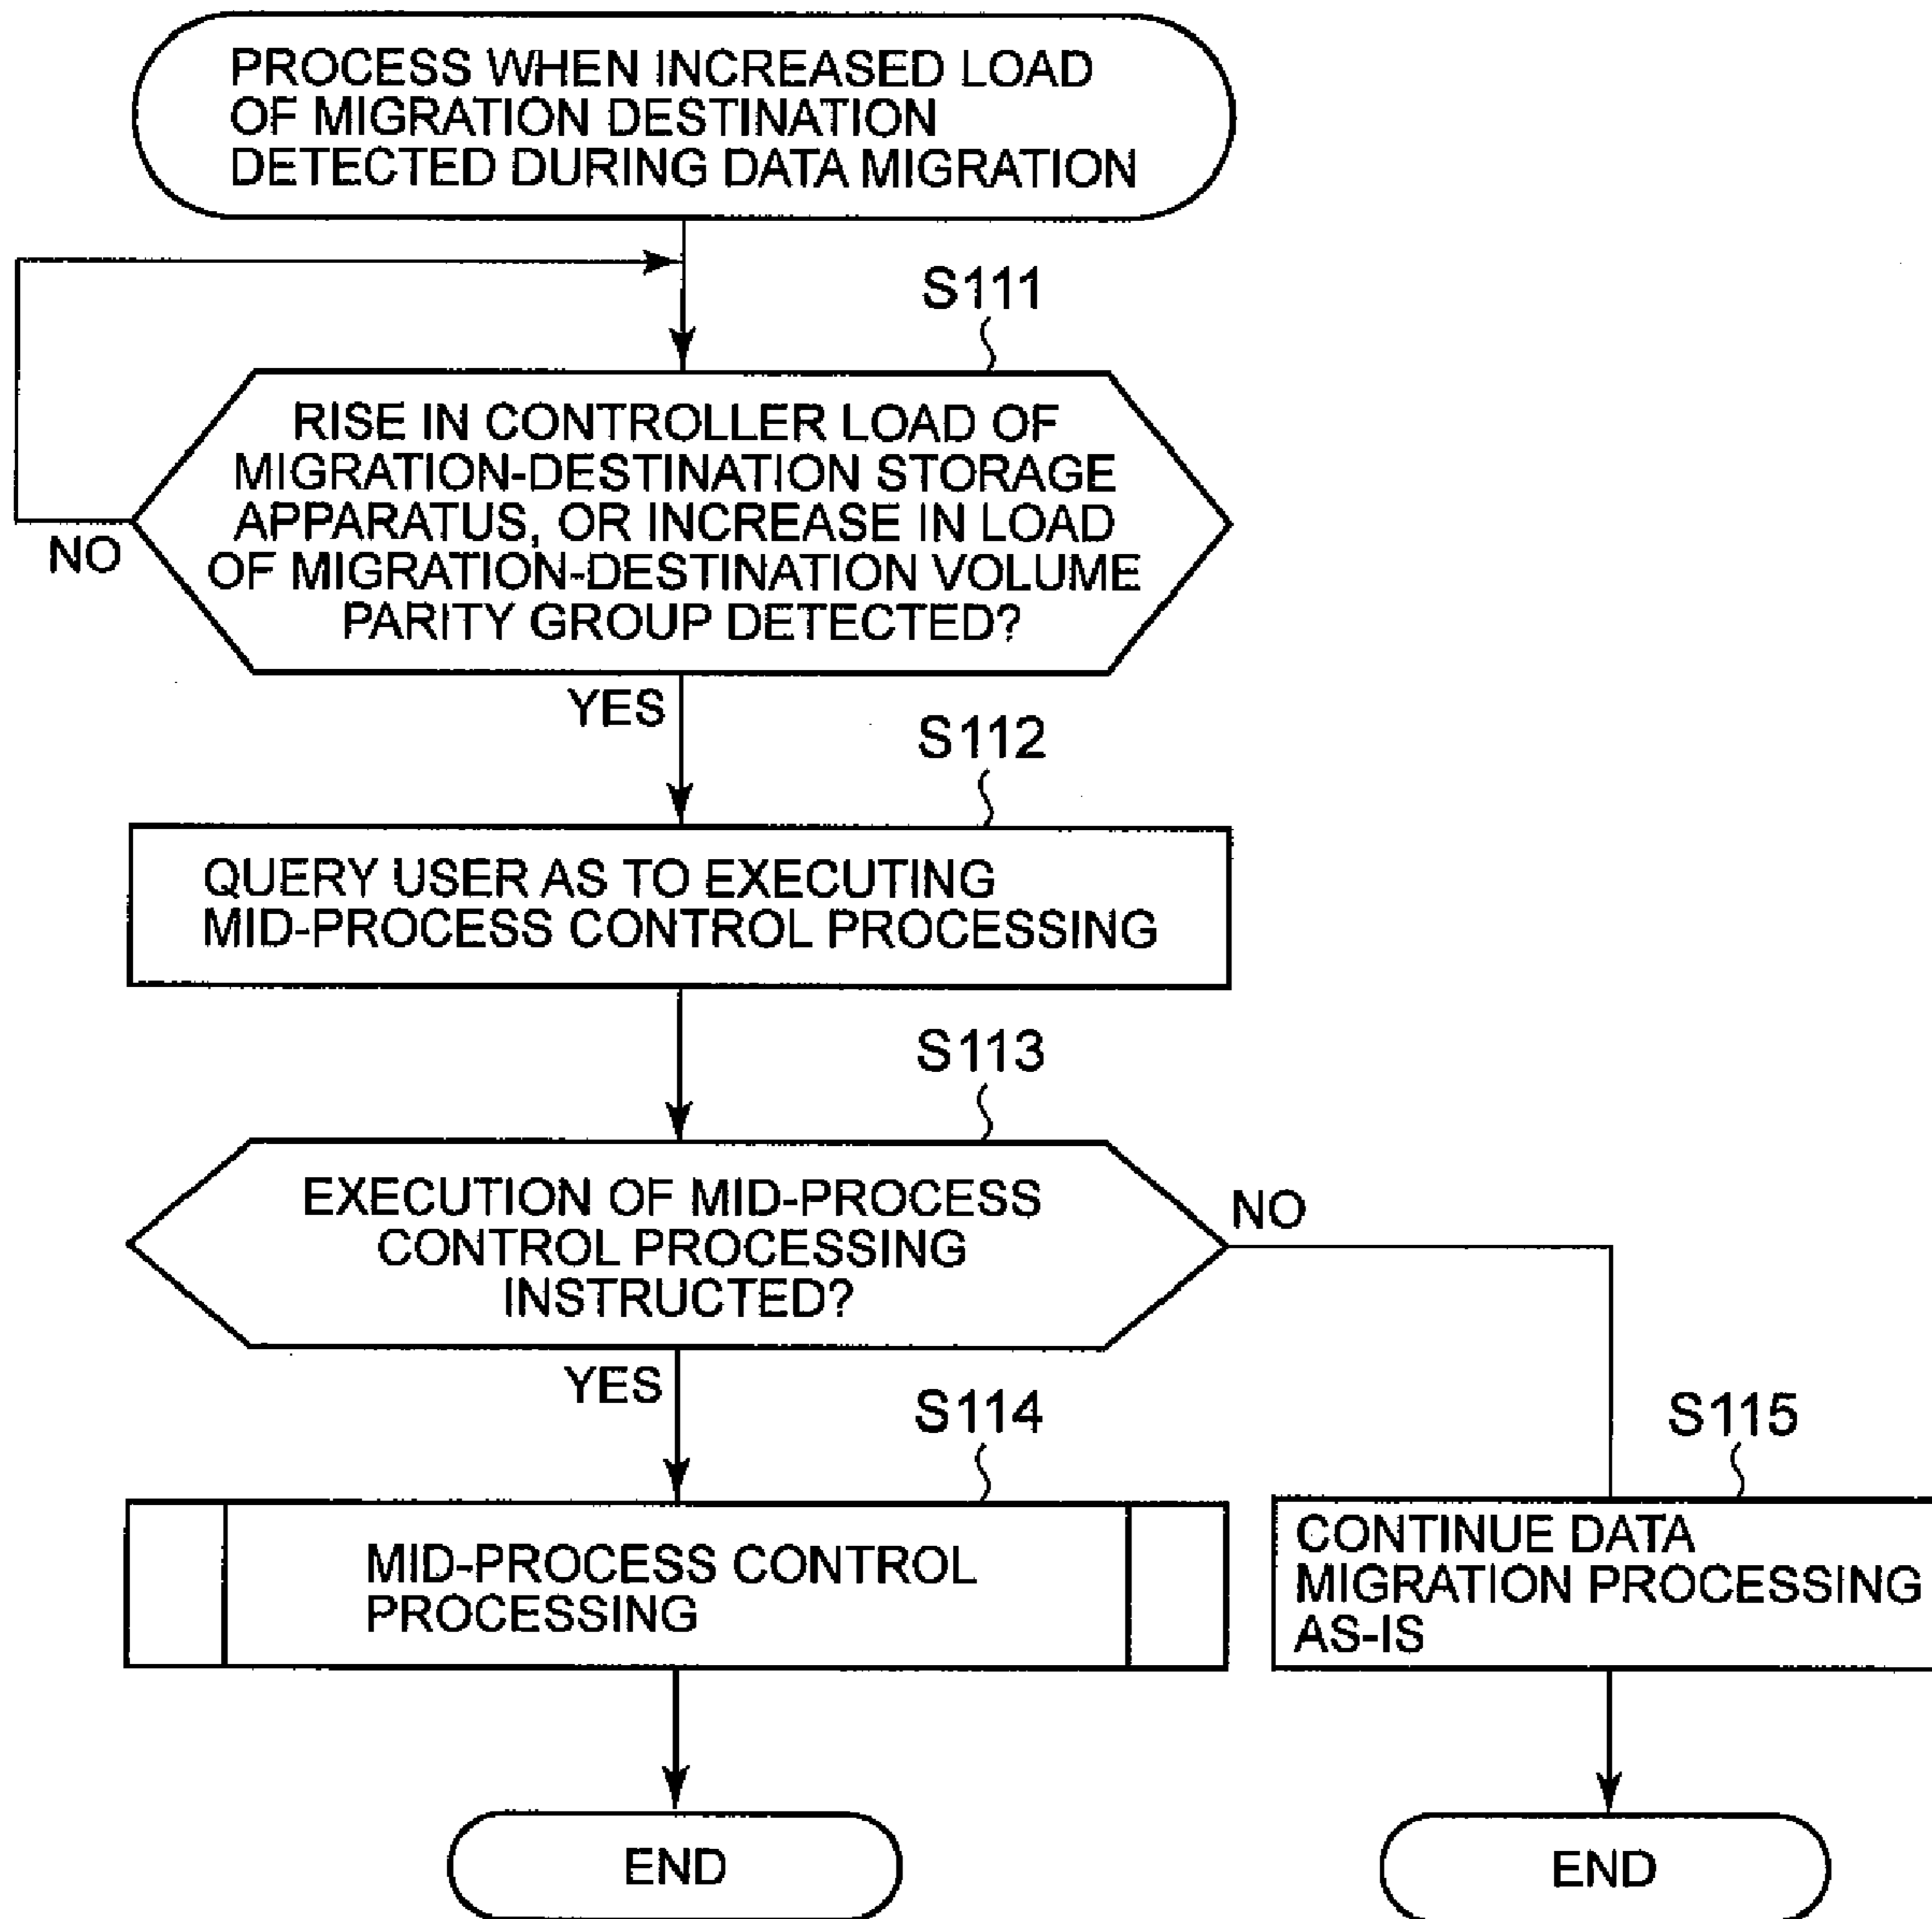 PROCESS WHEN INCREASED LOAD
OF MIGRATION DESTINATION
DETECTED DURING DATA MIGRATION
S111
RISE IN CONTROLLER LOAD OF
MIGRATION-DESTINATION STORAGE
APPARATUS, OR INCREASE IN LOAD
OF MIGRATION-DESTINATION VOLUME
PARITY GROUP DETECTED?
NO
YES
S112
QUERY USER AS TO EXECUTING
MID-PROCESS CONTROL PROCESSING
S113
EXECUTION OF MID-PROCESS
CONTROL PROCESSING
INSTRUCTED?
NO
YES
S114
MID-PROCESS CONTROL
PROCESSING
S115
CONTINUE DATA
MIGRATION PROCESSING
AS-IS
END
END